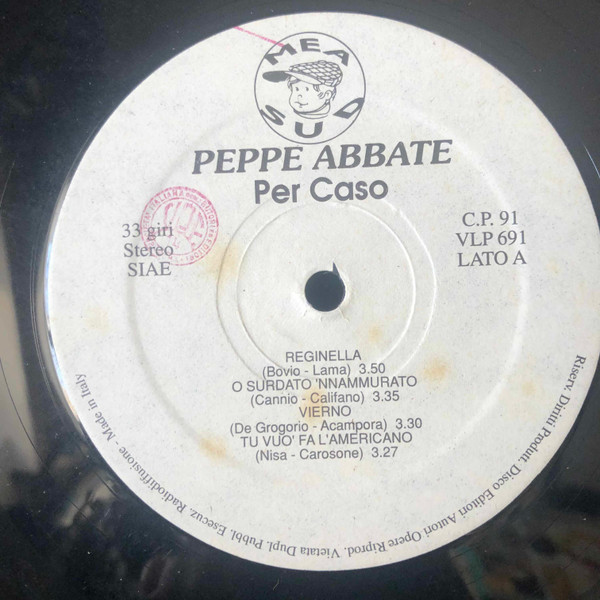 MEA
SUD
PEPPE ABBATE
Per Caso
33 giri
Stereo
SIAE
C.P. 91
VLP 691
LATO A
REGINELLA
(Bovio - Lama) 3.50
O SURDATO 'NNAMMURATO
(Cannio - Califano) 3.35
VIERNO
(De Grogorio - Acampora) 3.30
TU VUO' FA L'AMERICANO
(Nisa - Carosone) 3.27
Riserv. Diritti Produtt. Disco Editori Autori Opere Riprod. Vietata Dupl. Pubbl. Esecuz. Radiodiffusione - Made in Italy